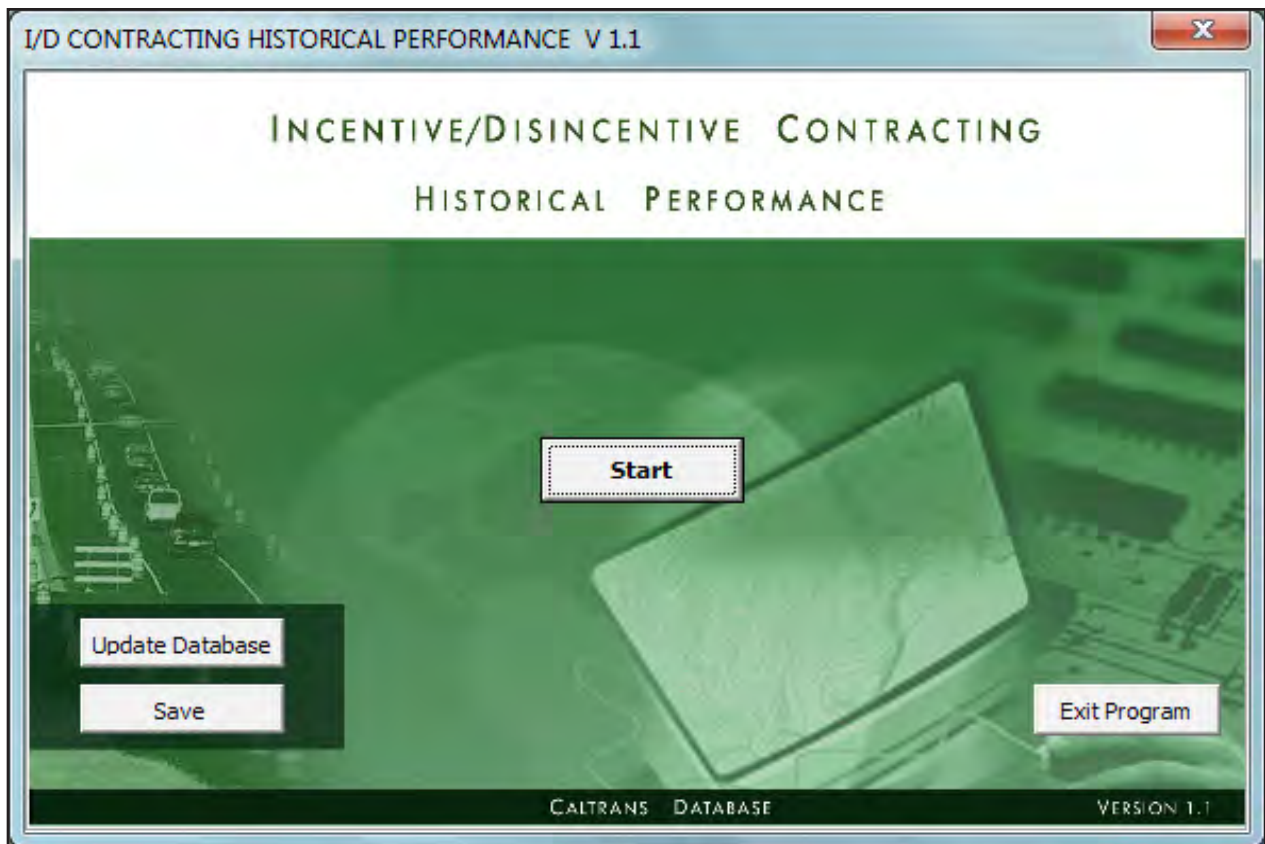 I/D CONTRACTING HISTORICAL PERFORMANCE V 1.1
INCENTIVE/DISINCENTIVE CONTRACTING
HISTORICAL PERFORMANCE
Start
Update Database
Save
Exit Program
CALTRANS DATABASE
VERSION 1.1